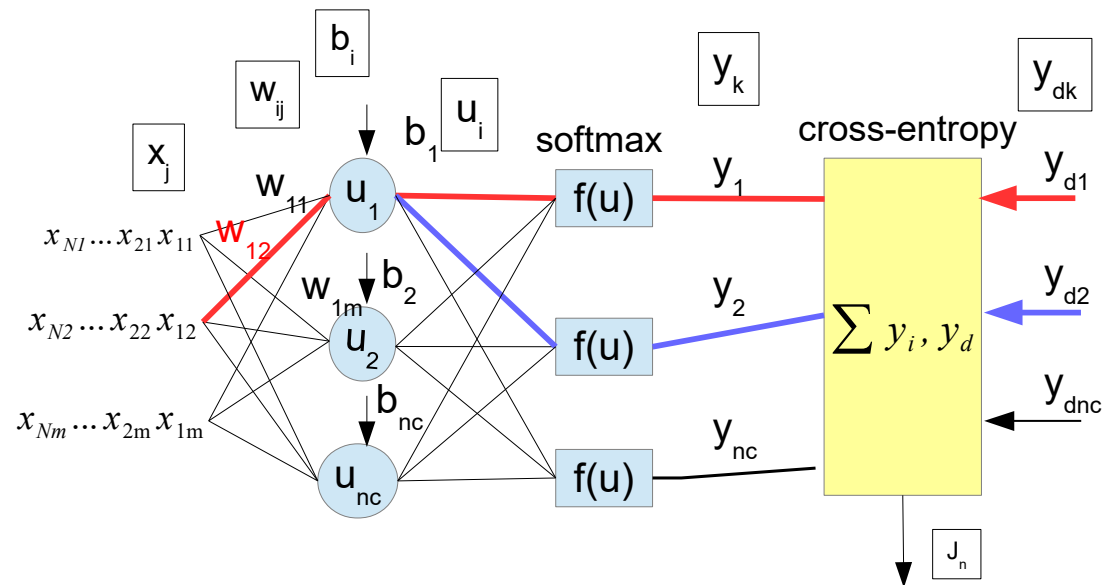 b_i
w_ij
u_i
y_k
y_dk
x_j
b_1
softmax
cross-entropy
w_11
u_1
f(u)
y_1
y_d1
x_N1 ... x_21 x_11
w_12
b_2
w_1m
y_2
y_d2
x_N2 ... x_22 x_12
u_2
f(u)
∑ y_i , y_d
b_nc
y_dnc
x_Nm ... x_2m x_1m
y_nc
u_nc
f(u)
J_n